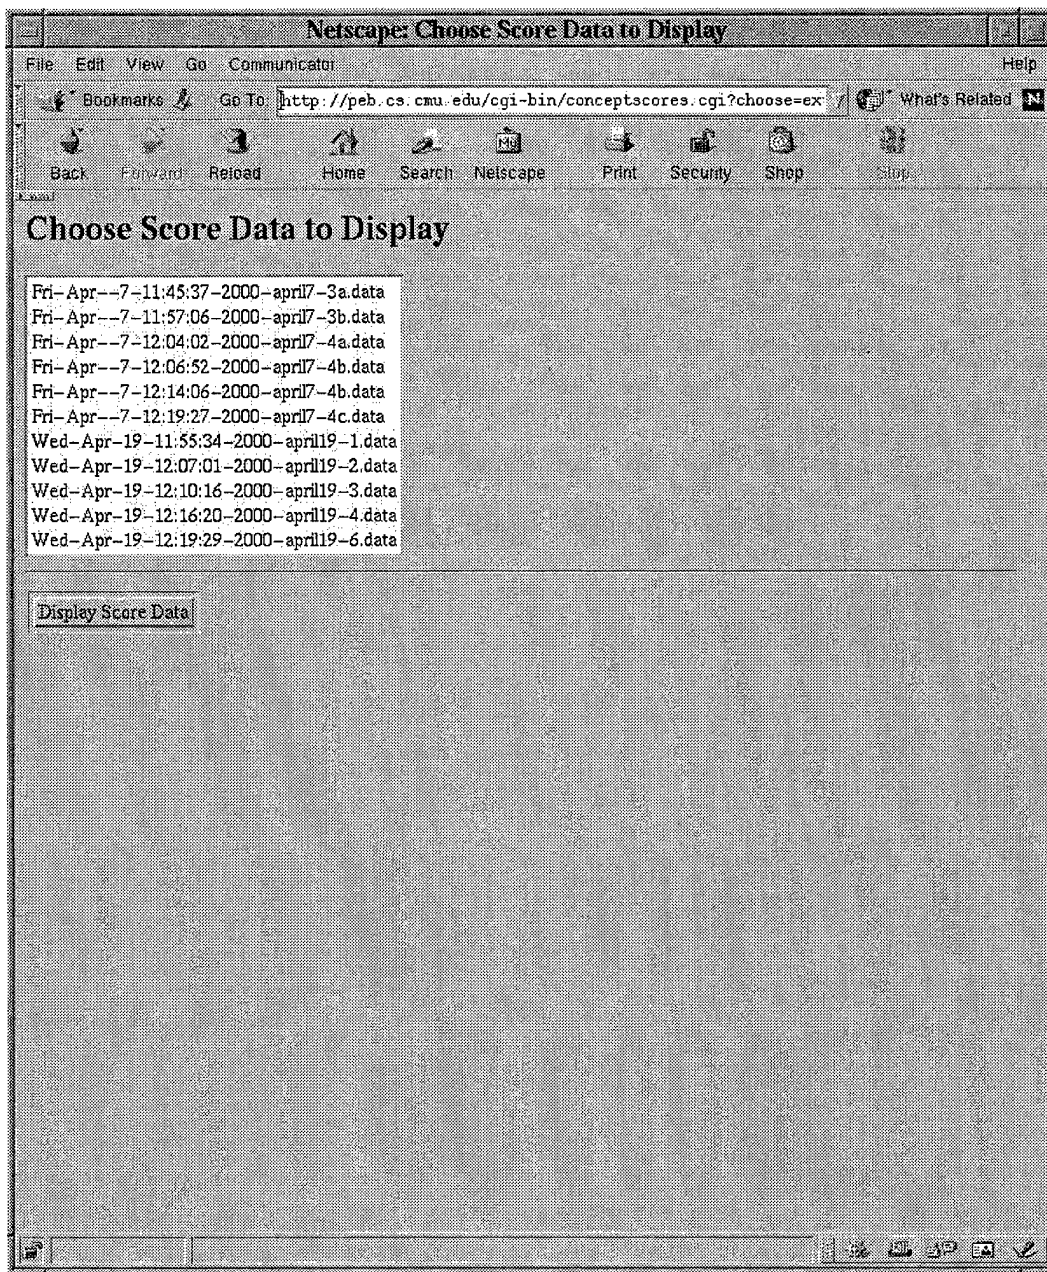 Netscape: Choose Score Data to Display
File Edit View Go Communicator Help
Bookmarks Go To: http://peb.cs.cmu.edu/cgi-bin/conceptscores.cgi?choose=ex What's Related N
Back Forward Reload Home Search Netscape Print Security Shop Stop
Choose Score Data to Display
Fri-Apr--7-11:45:37-2000-april7-3a.data
Fri-Apr--7-11:57:06-2000-april7-3b.data
Fri-Apr--7-12:04:02-2000-april7-4a.data
Fri-Apr--7-12:06:52-2000-april7-4b.data
Fri-Apr--7-12:14:06-2000-april7-4b.data
Fri-Apr--7-12:19:27-2000-april7-4c.data
Wed-Apr-19-11:55:34-2000-april19-1.data
Wed-Apr-19-12:07:01-2000-april19-2.data
Wed-Apr-19-12:10:16-2000-april19-3.data
Wed-Apr-19-12:16:20-2000-april19-4.data
Wed-Apr-19-12:19:29-2000-april19-6.data
Display Score Data